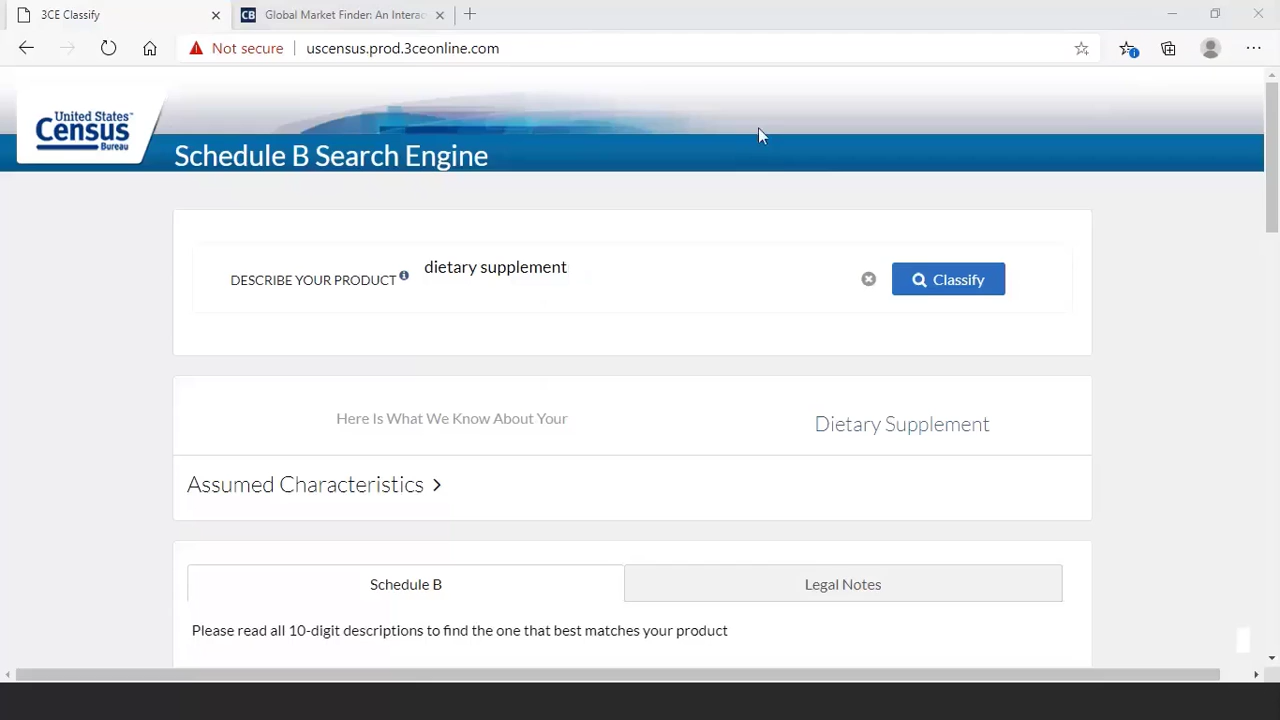 3CE Classify
Global Market Finder: An Interac
Not secure
uscensus.prod.3ceonline.com
United States
Census
Bureau
Schedule B Search Engine
DESCRIBE YOUR PRODUCT
dietary supplement
Classify
Here Is What We Know About Your
Dietary Supplement
Assumed Characteristics
Schedule B
Legal Notes
Please read all 10-digit descriptions to find the one that best matches your product